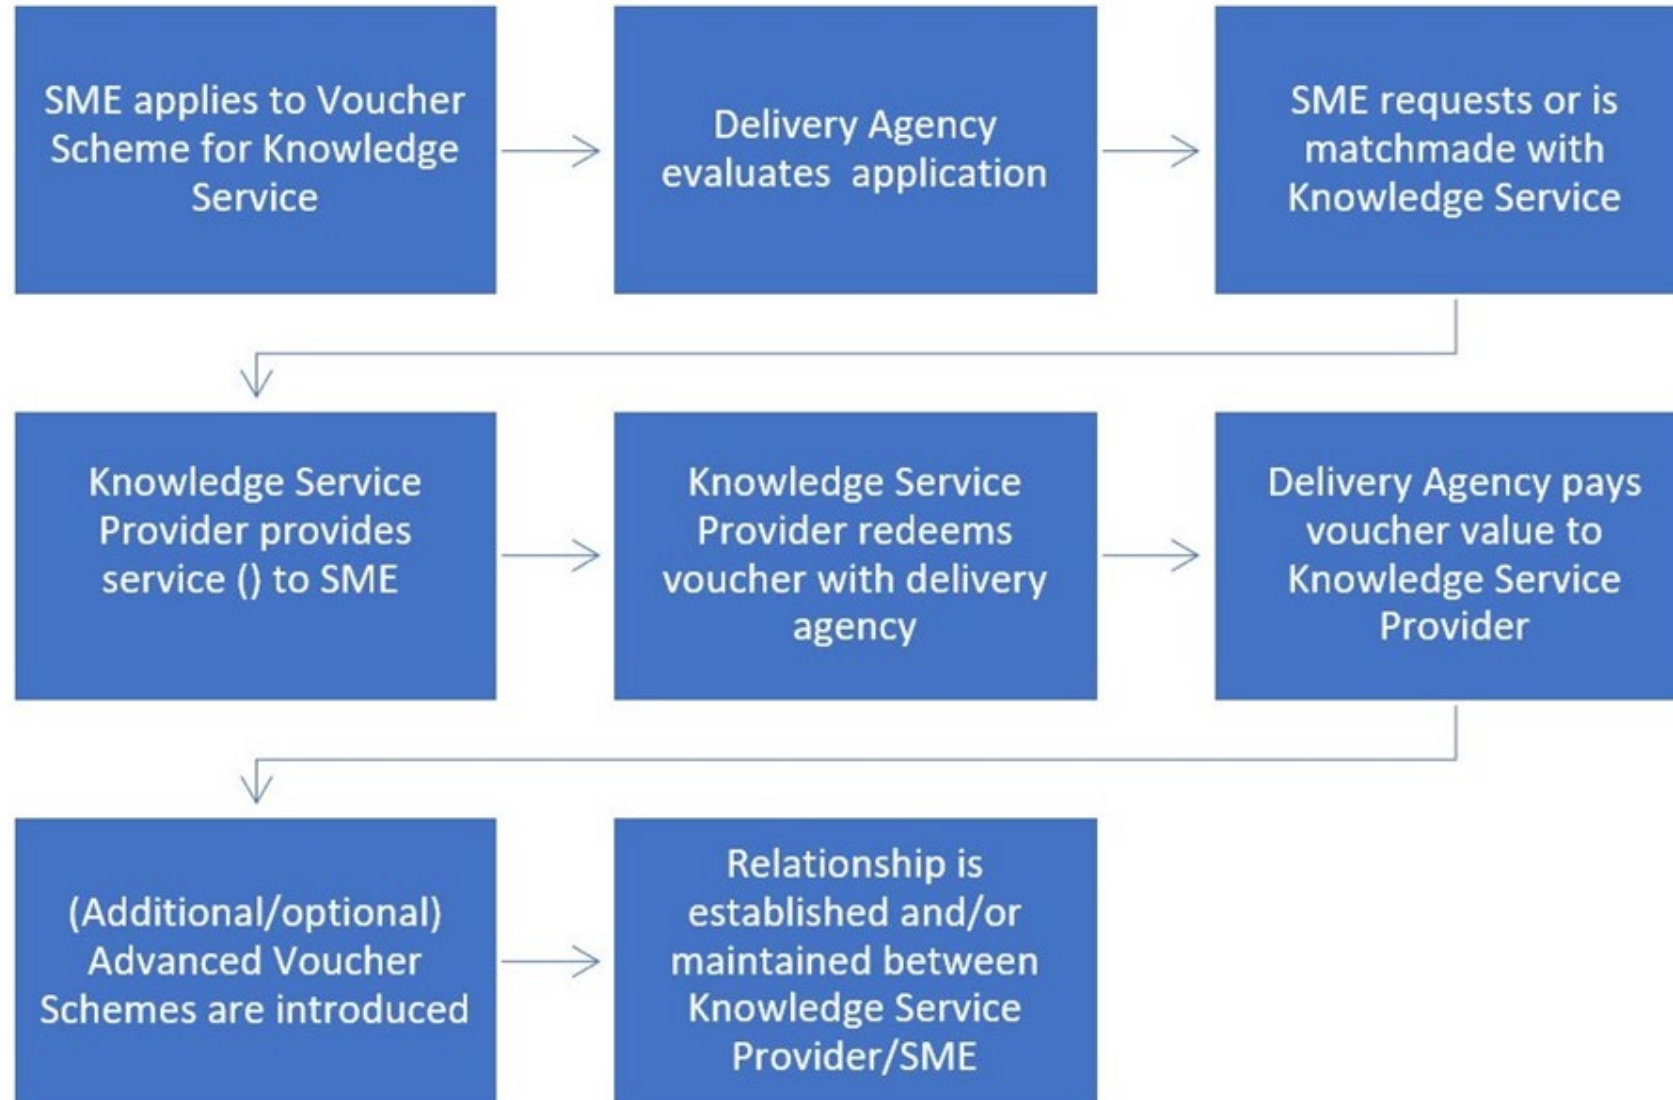 SME applies to Voucher
Scheme for Knowledge
Service
Delivery Agency
evaluates  application
SME requests or is
matchmade with
Knowledge Service
Knowledge Service
Provider provides
service () to SME
Knowledge Service
Provider redeems
voucher with delivery
agency
Delivery Agency pays
voucher value to
Knowledge Service
Provider
(Additional/optional)
Advanced Voucher
Schemes are introduced
Relationship is
established and/or
maintained between
Knowledge Service
Provider/SME